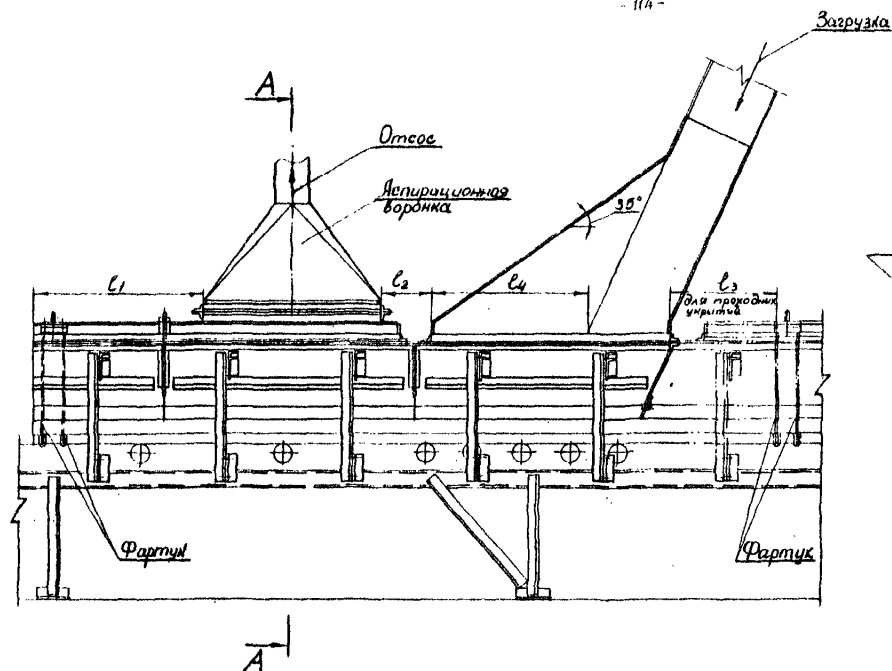 - 114 -
Загрузка
А
Отсос
Аспирационная
воронка
35°
l₁
l₂
l₄
l₃
для проходных
укрытий
Фартук
Фартук
А